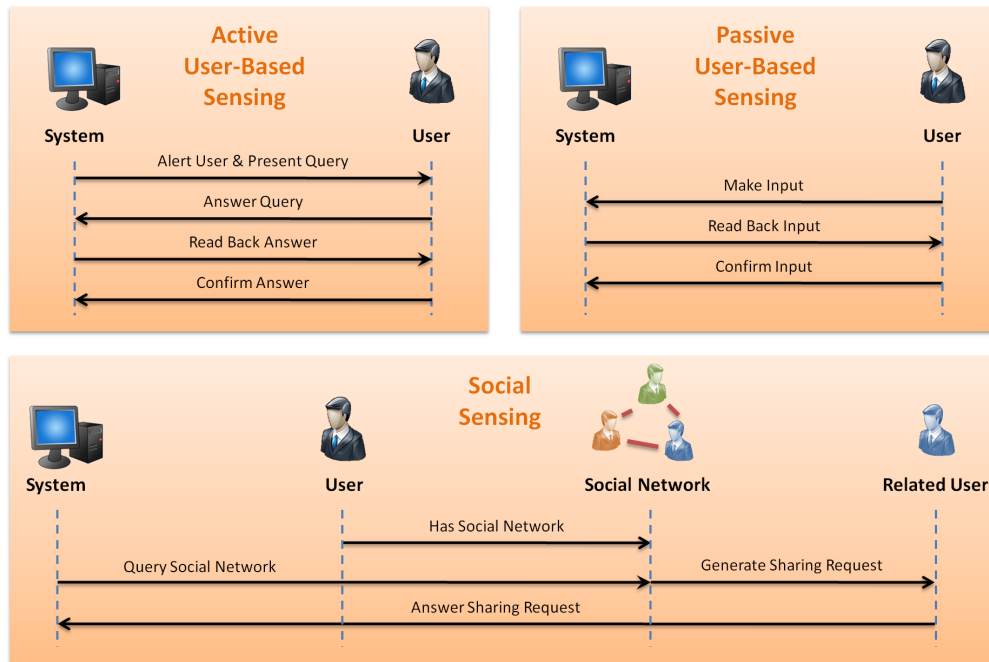 Active
User-Based
Sensing
System
User
Alert User & Present Query
Answer Query
Read Back Answer
Confirm Answer
Passive
User-Based
Sensing
System
User
Make Input
Read Back Input
Confirm Input
Social
Sensing
System
User
Social Network
Related User
Has Social Network
Query Social Network
Generate Sharing Request
Answer Sharing Request